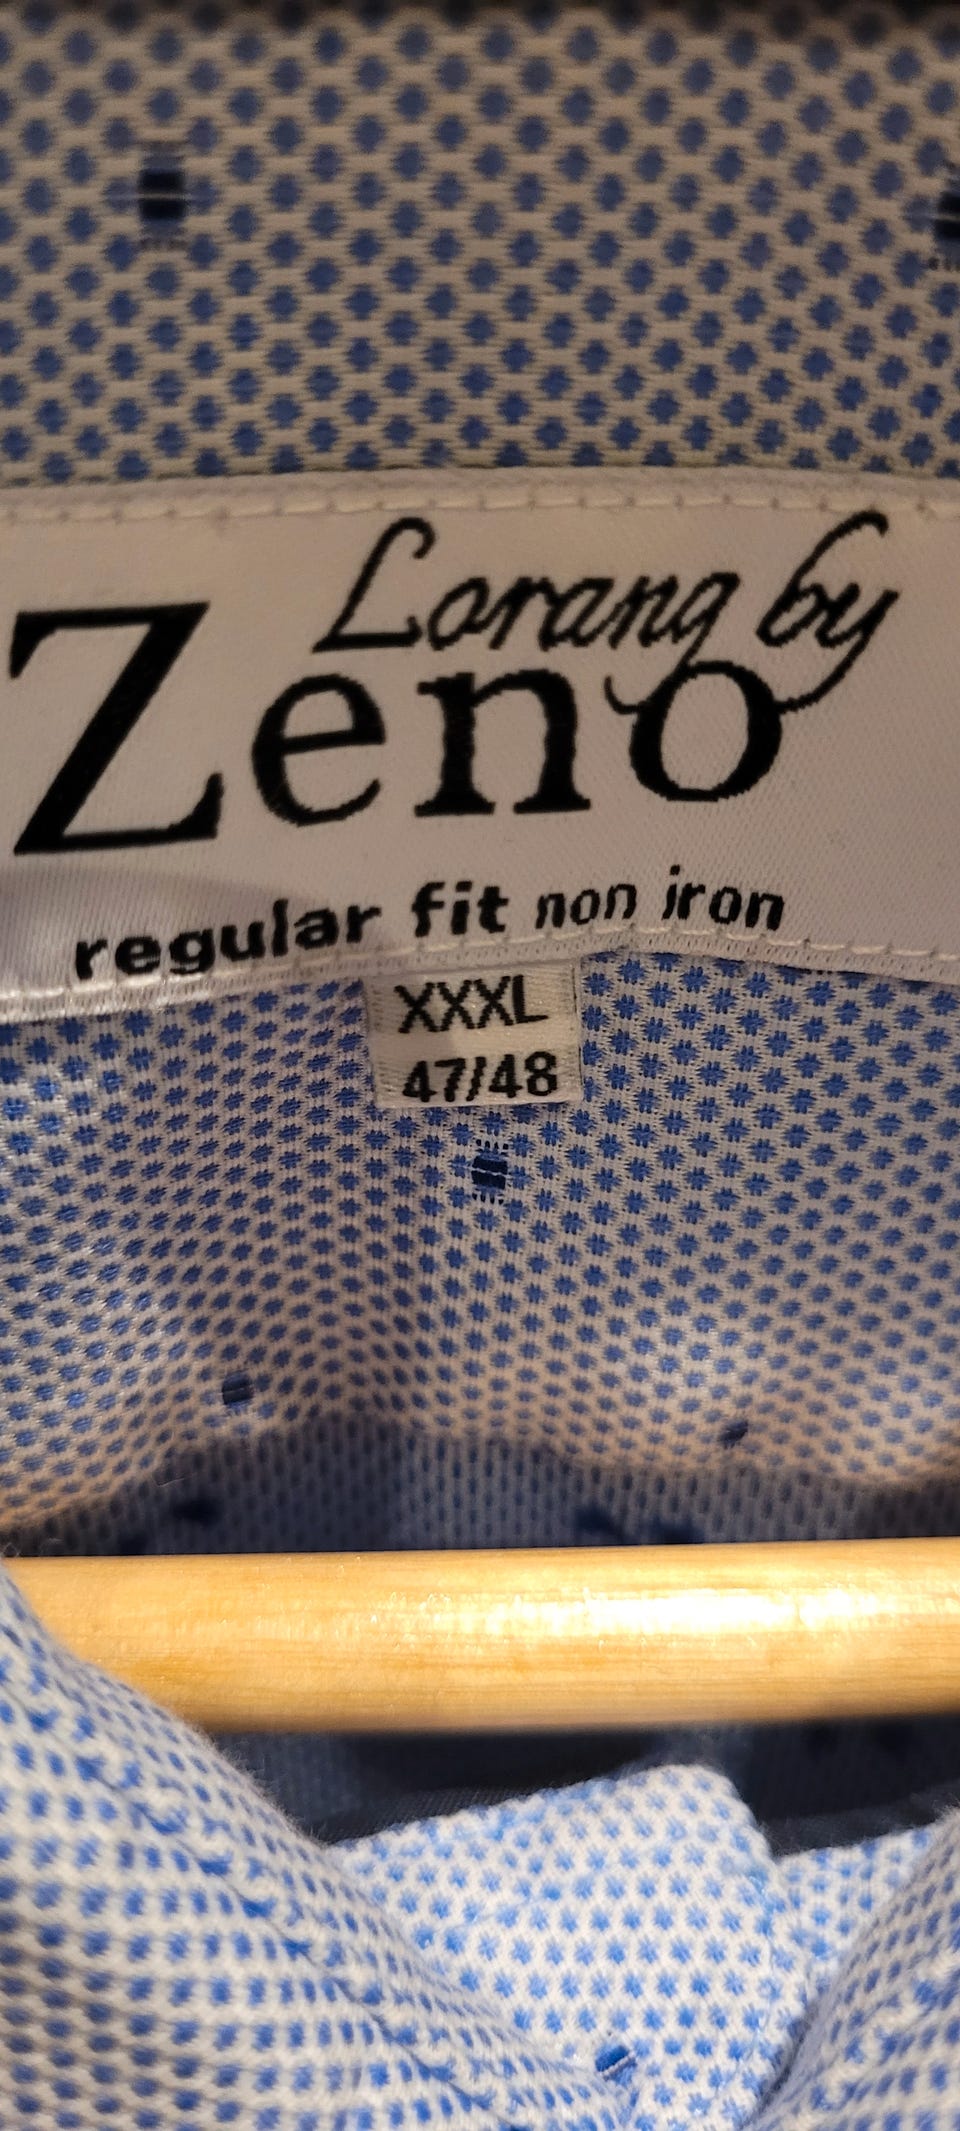 Lorang by
Zeno
regular fit non iron
XXXL
47/48